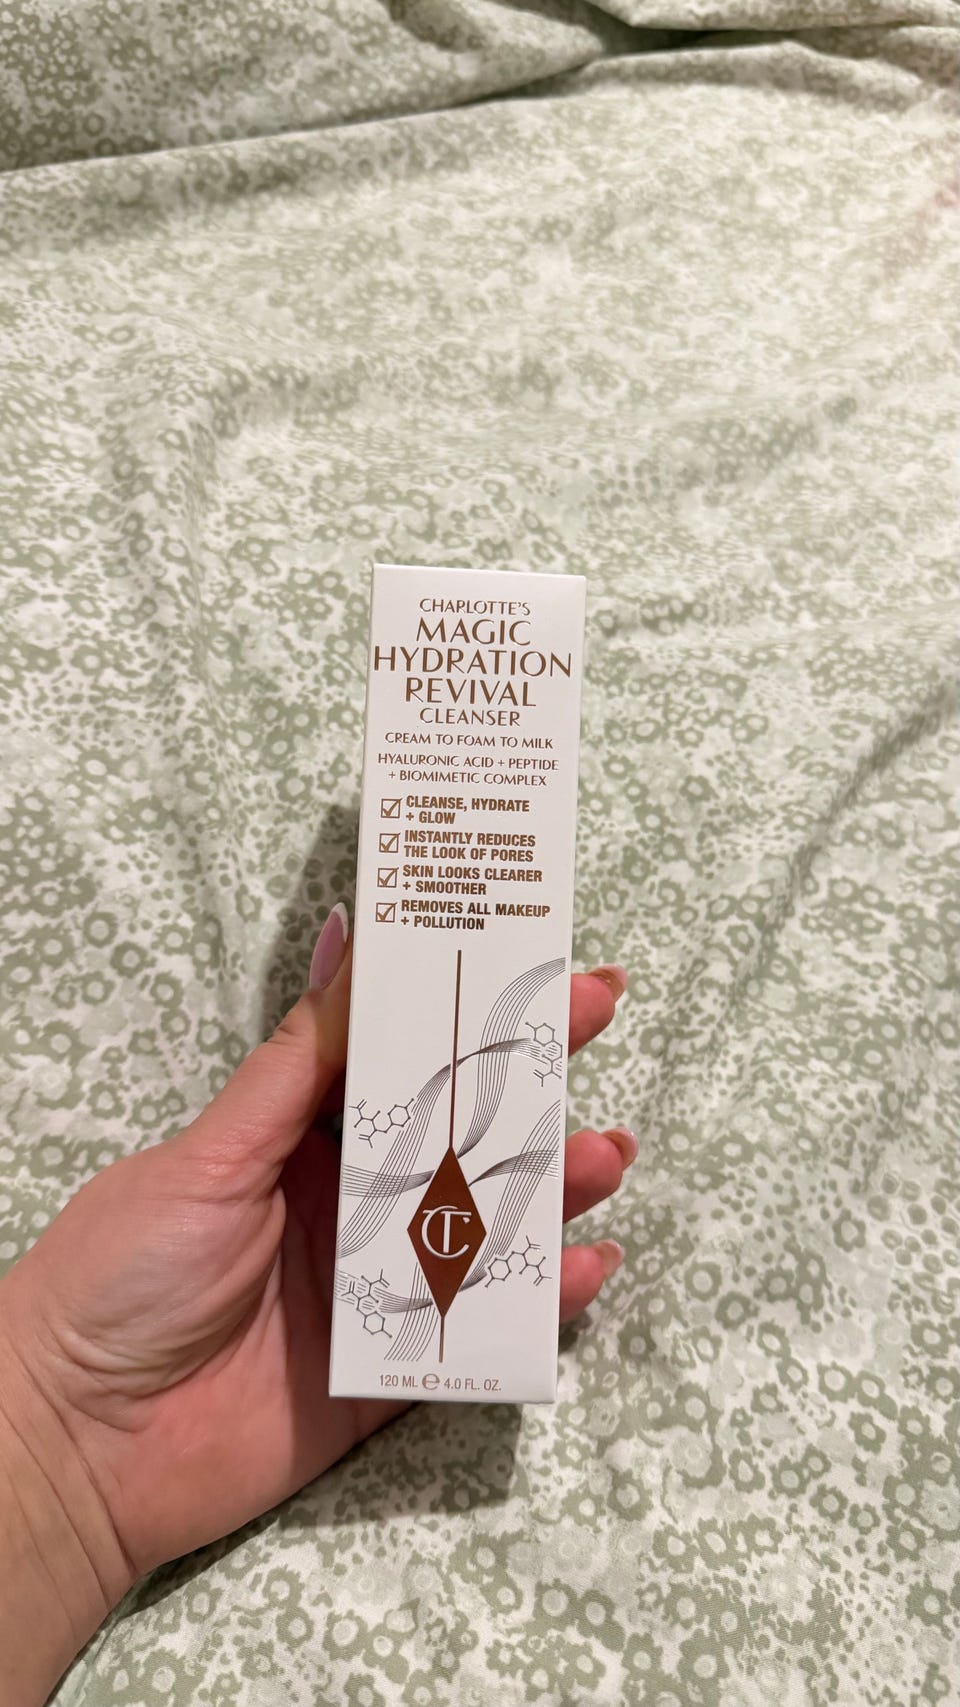 CHARLOTTE'S
MAGIC
HYDRATION
REVIVAL
CLEANSER
CREAM TO FOAM TO MILK
HYALURONIC ACID + PEPTIDE
+ BIOMIMETIC COMPLEX
CLEANSE, HYDRATE
+ GLOW
INSTANTLY REDUCES
THE LOOK OF PORES
SKIN LOOKS CLEARER
+ SMOOTHER
REMOVES ALL MAKEUP
+ POLLUTION
CT
120 ML ℮ 4.0 FL. OZ.